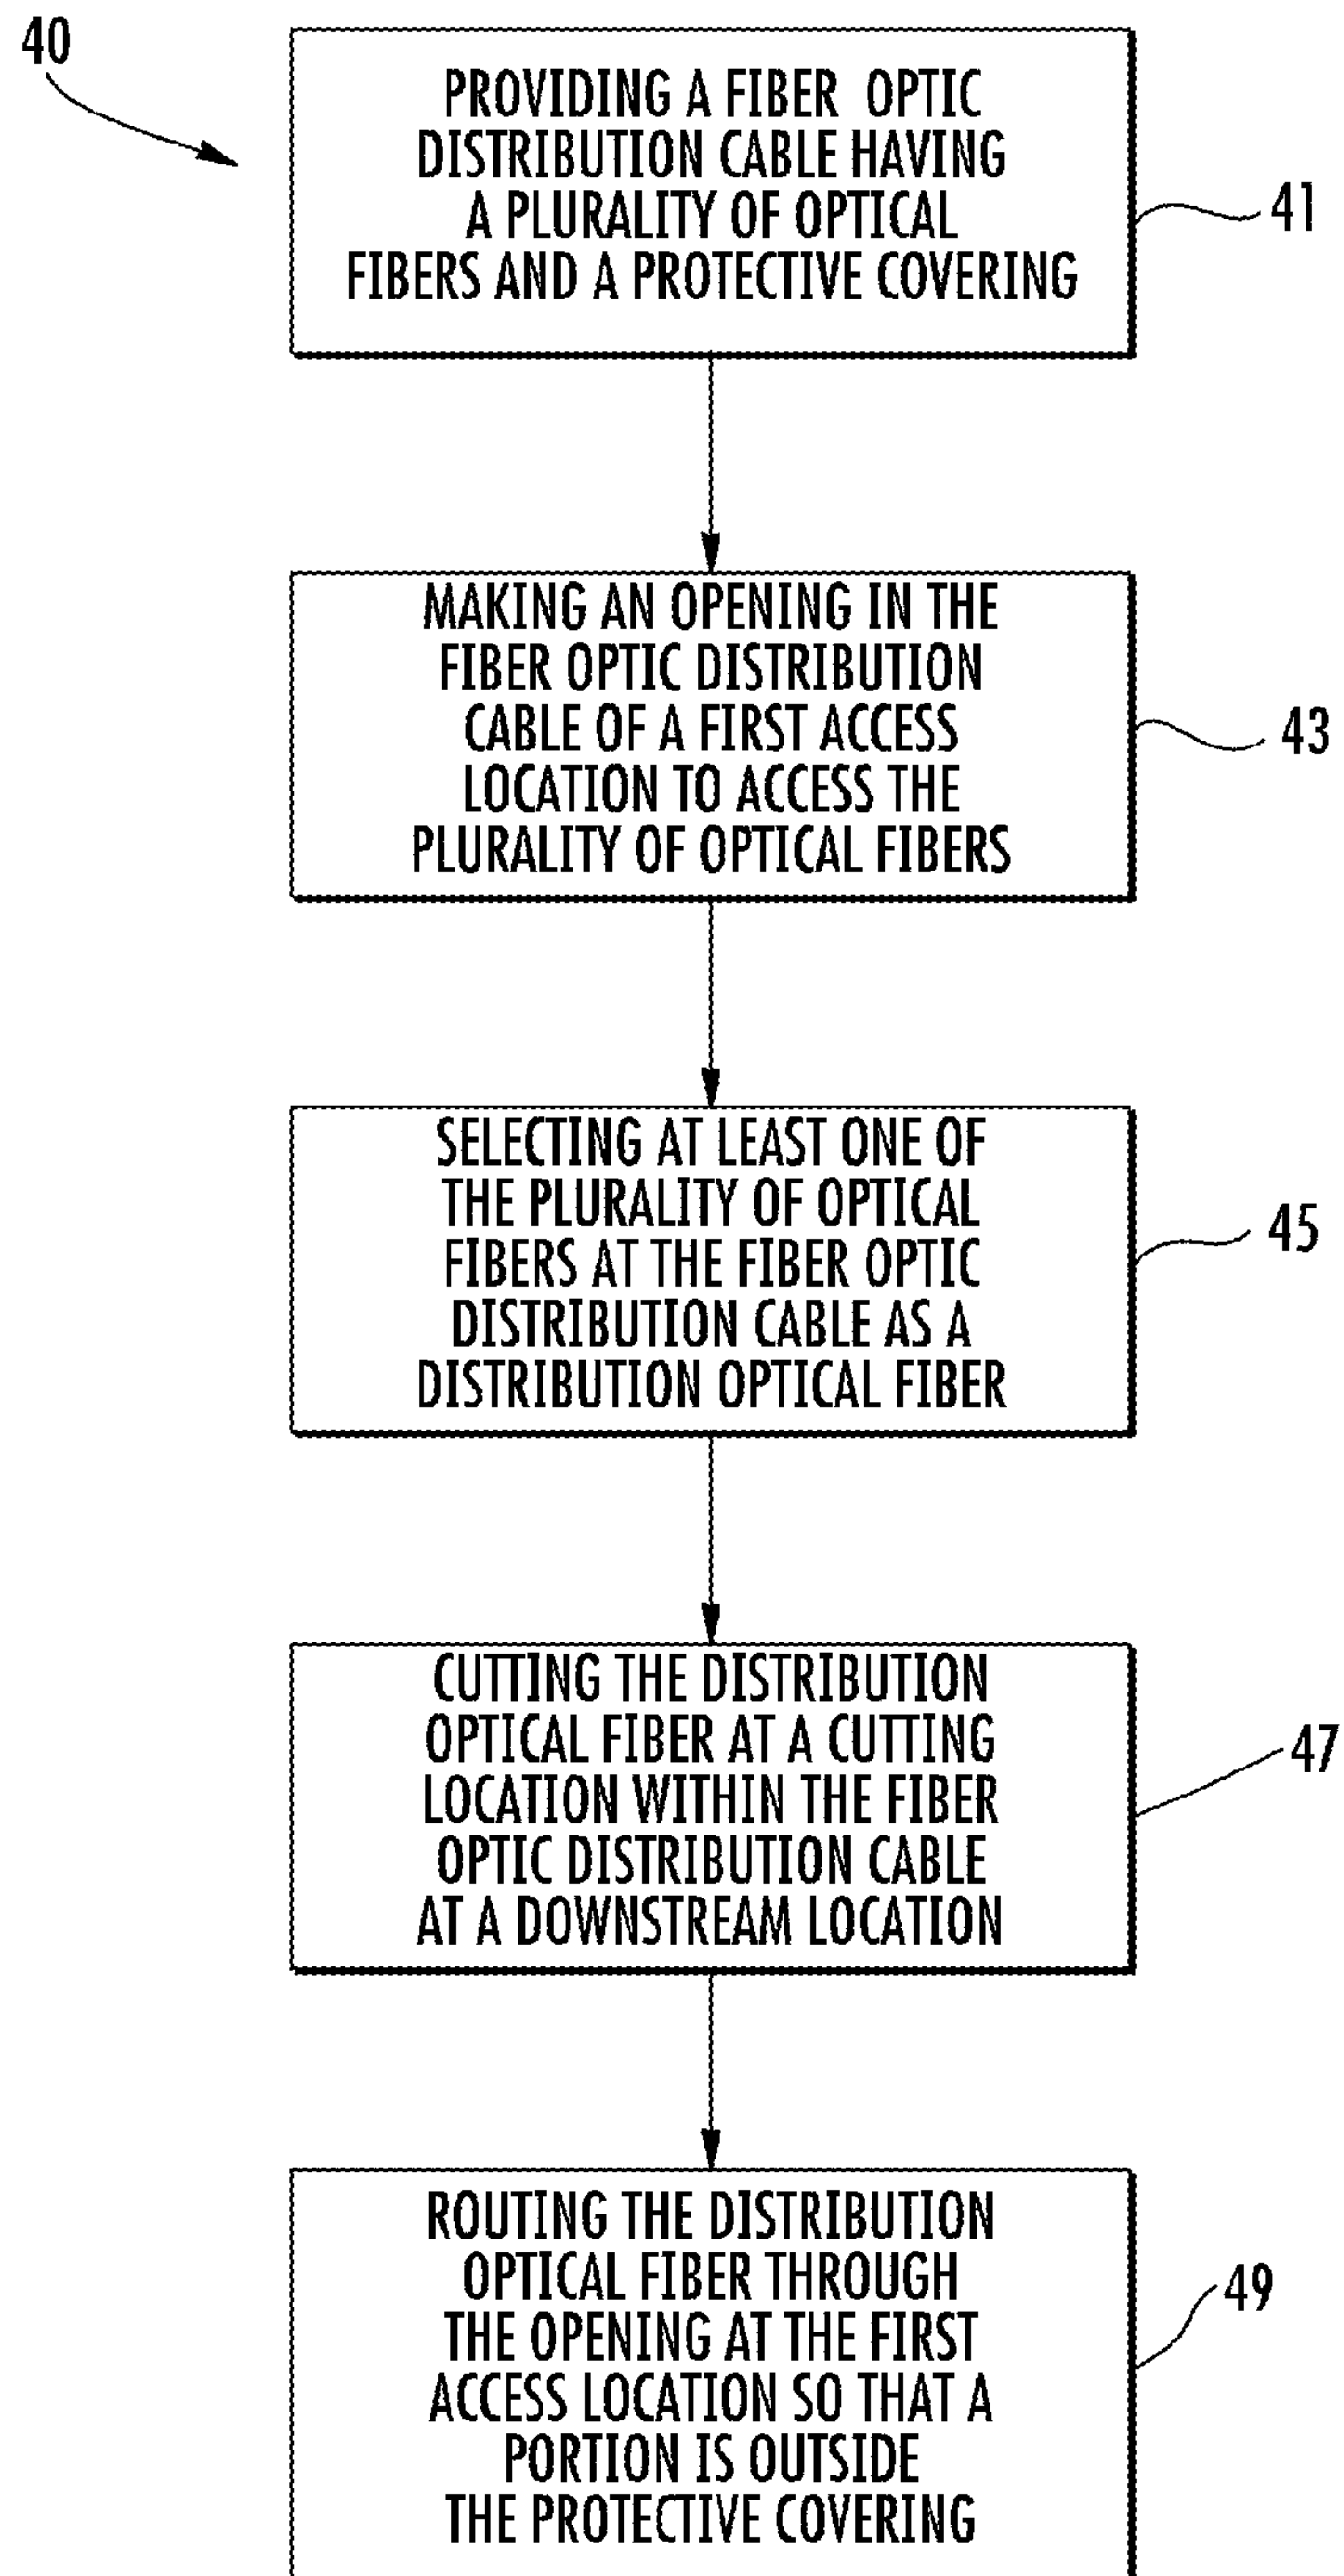 40
PROVIDING A FIBER OPTIC
DISTRIBUTION CABLE HAVING
A PLURALITY OF OPTICAL
FIBERS AND A PROTECTIVE COVERING
41
MAKING AN OPENING IN THE
FIBER OPTIC DISTRIBUTION
CABLE OF A FIRST ACCESS
LOCATION TO ACCESS THE
PLURALITY OF OPTICAL FIBERS
43
SELECTING AT LEAST ONE OF
THE PLURALITY OF OPTICAL
FIBERS AT THE FIBER OPTIC
DISTRIBUTION CABLE AS A
DISTRIBUTION OPTICAL FIBER
45
CUTTING THE DISTRIBUTION
OPTICAL FIBER AT A CUTTING
LOCATION WITHIN THE FIBER
OPTIC DISTRIBUTION CABLE
AT A DOWNSTREAM LOCATION
47
ROUTING THE DISTRIBUTION
OPTICAL FIBER THROUGH
THE OPENING AT THE FIRST
ACCESS LOCATION SO THAT A
PORTION IS OUTSIDE
THE PROTECTIVE COVERING
49